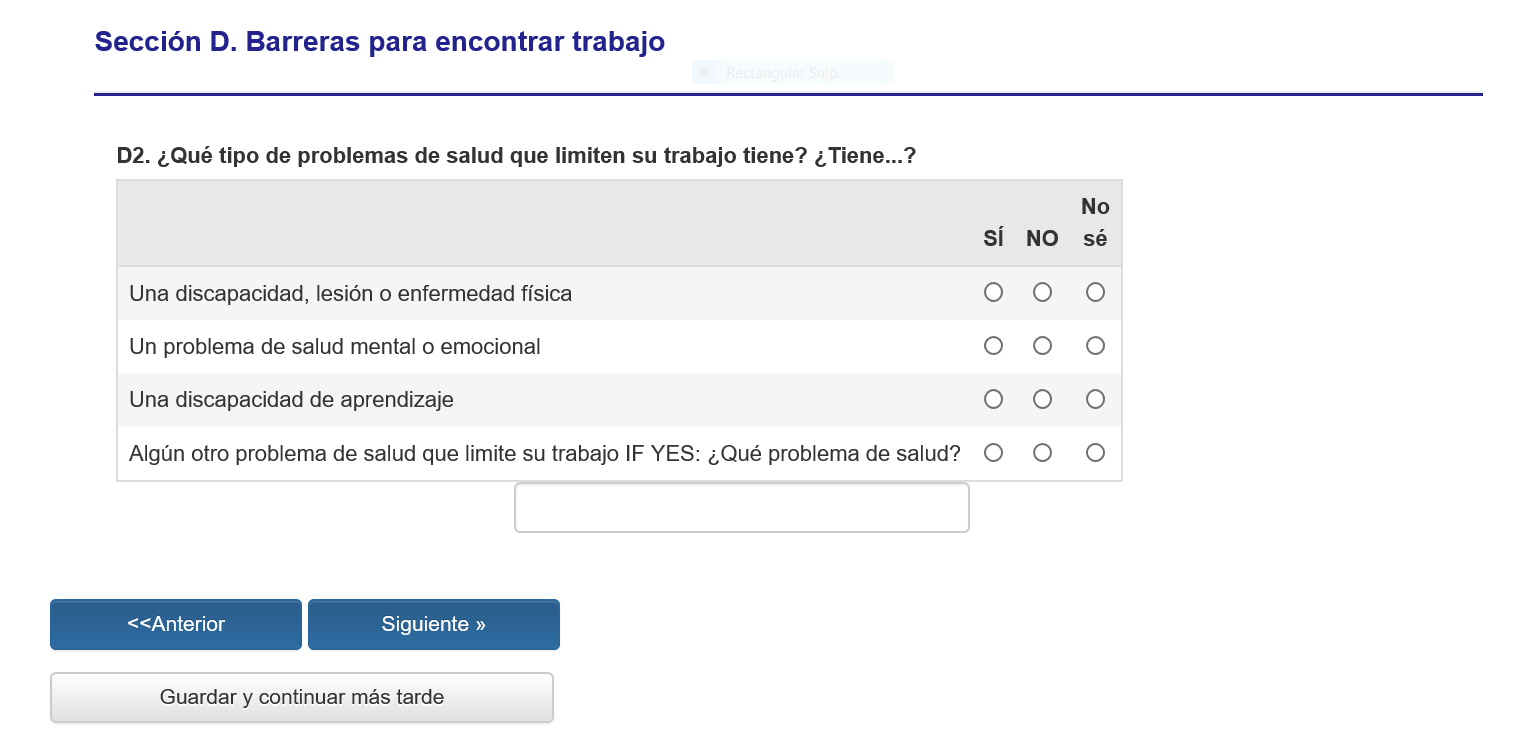 Sección D. Barreras para encontrar trabajo
Rectangular Snip
D2. ¿Qué tipo de problemas de salud que limiten su trabajo tiene? ¿Tiene...?
SÍ NO No sé
Una discapacidad, lesión o enfermedad física
Un problema de salud mental o emocional
Una discapacidad de aprendizaje
Algún otro problema de salud que limite su trabajo IF YES: ¿Qué problema de salud?
<<Anterior Siguiente »
Guardar y continuar más tarde